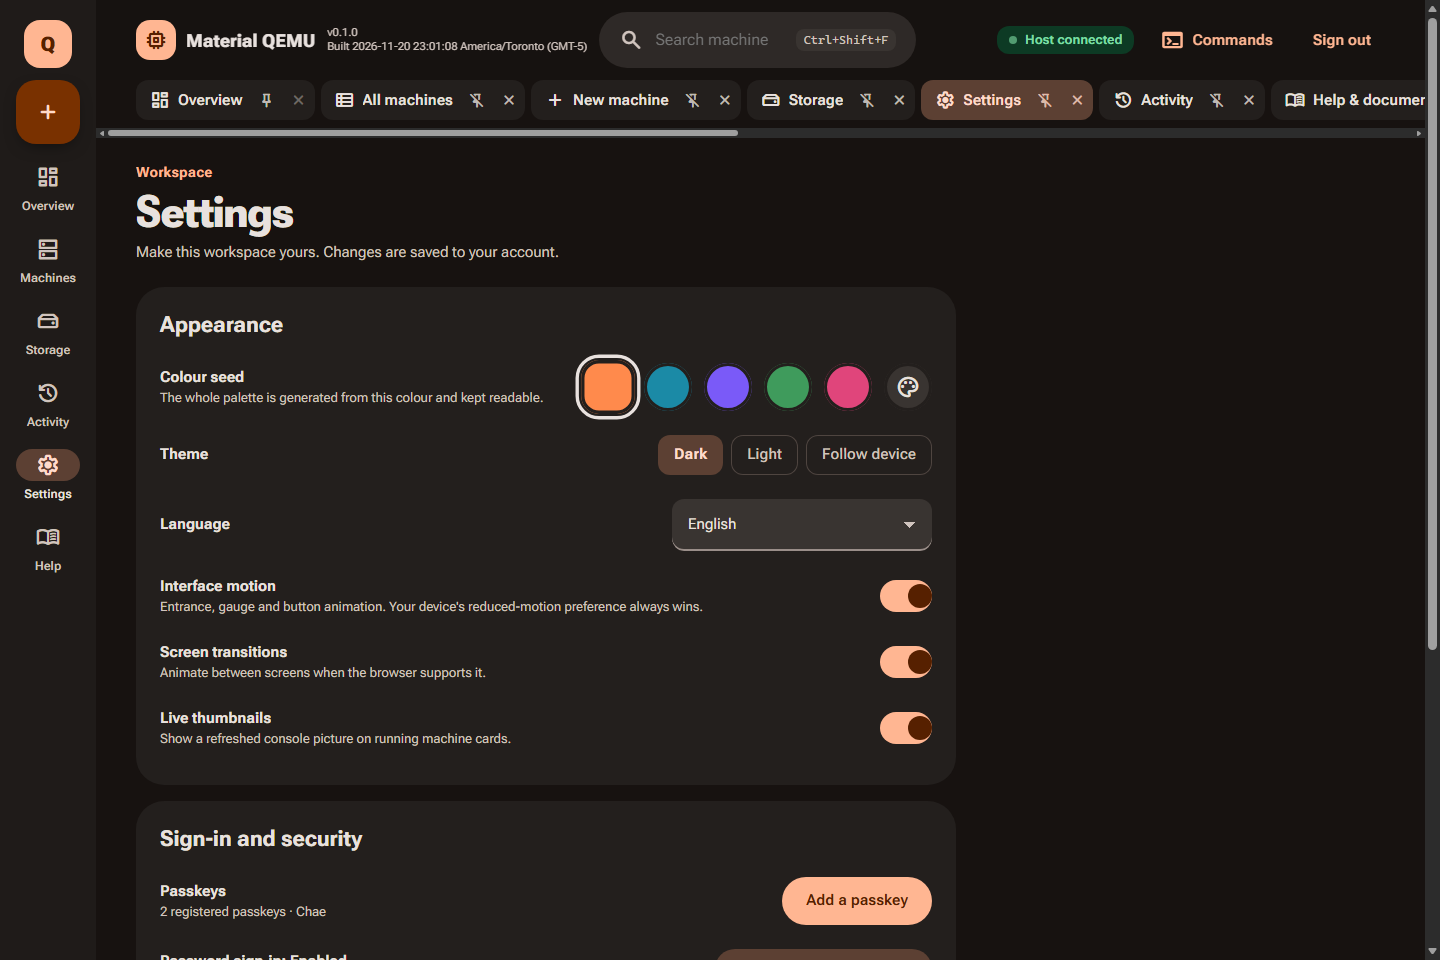 Q
Material QEMU
v0.1.0
Built 2026-11-20 23:01:08 America/Toronto (GMT-5)
Search machine
Ctrl+Shift+F
Host connected
Commands
Sign out
Overview
All machines
New machine
Storage
Settings
Activity
Help & documen
Overview
Machines
Storage
Activity
Settings
Help
Workspace
Settings
Make this workspace yours. Changes are saved to your account.
Appearance
Colour seed
The whole palette is generated from this colour and kept readable.
Theme
Dark
Light
Follow device
Language
English
Interface motion
Entrance, gauge and button animation. Your device's reduced-motion preference always wins.
Screen transitions
Animate between screens when the browser supports it.
Live thumbnails
Show a refreshed console picture on running machine cards.
Sign-in and security
Passkeys
2 registered passkeys · Chae
Add a passkey
Password sign-in: Enabled